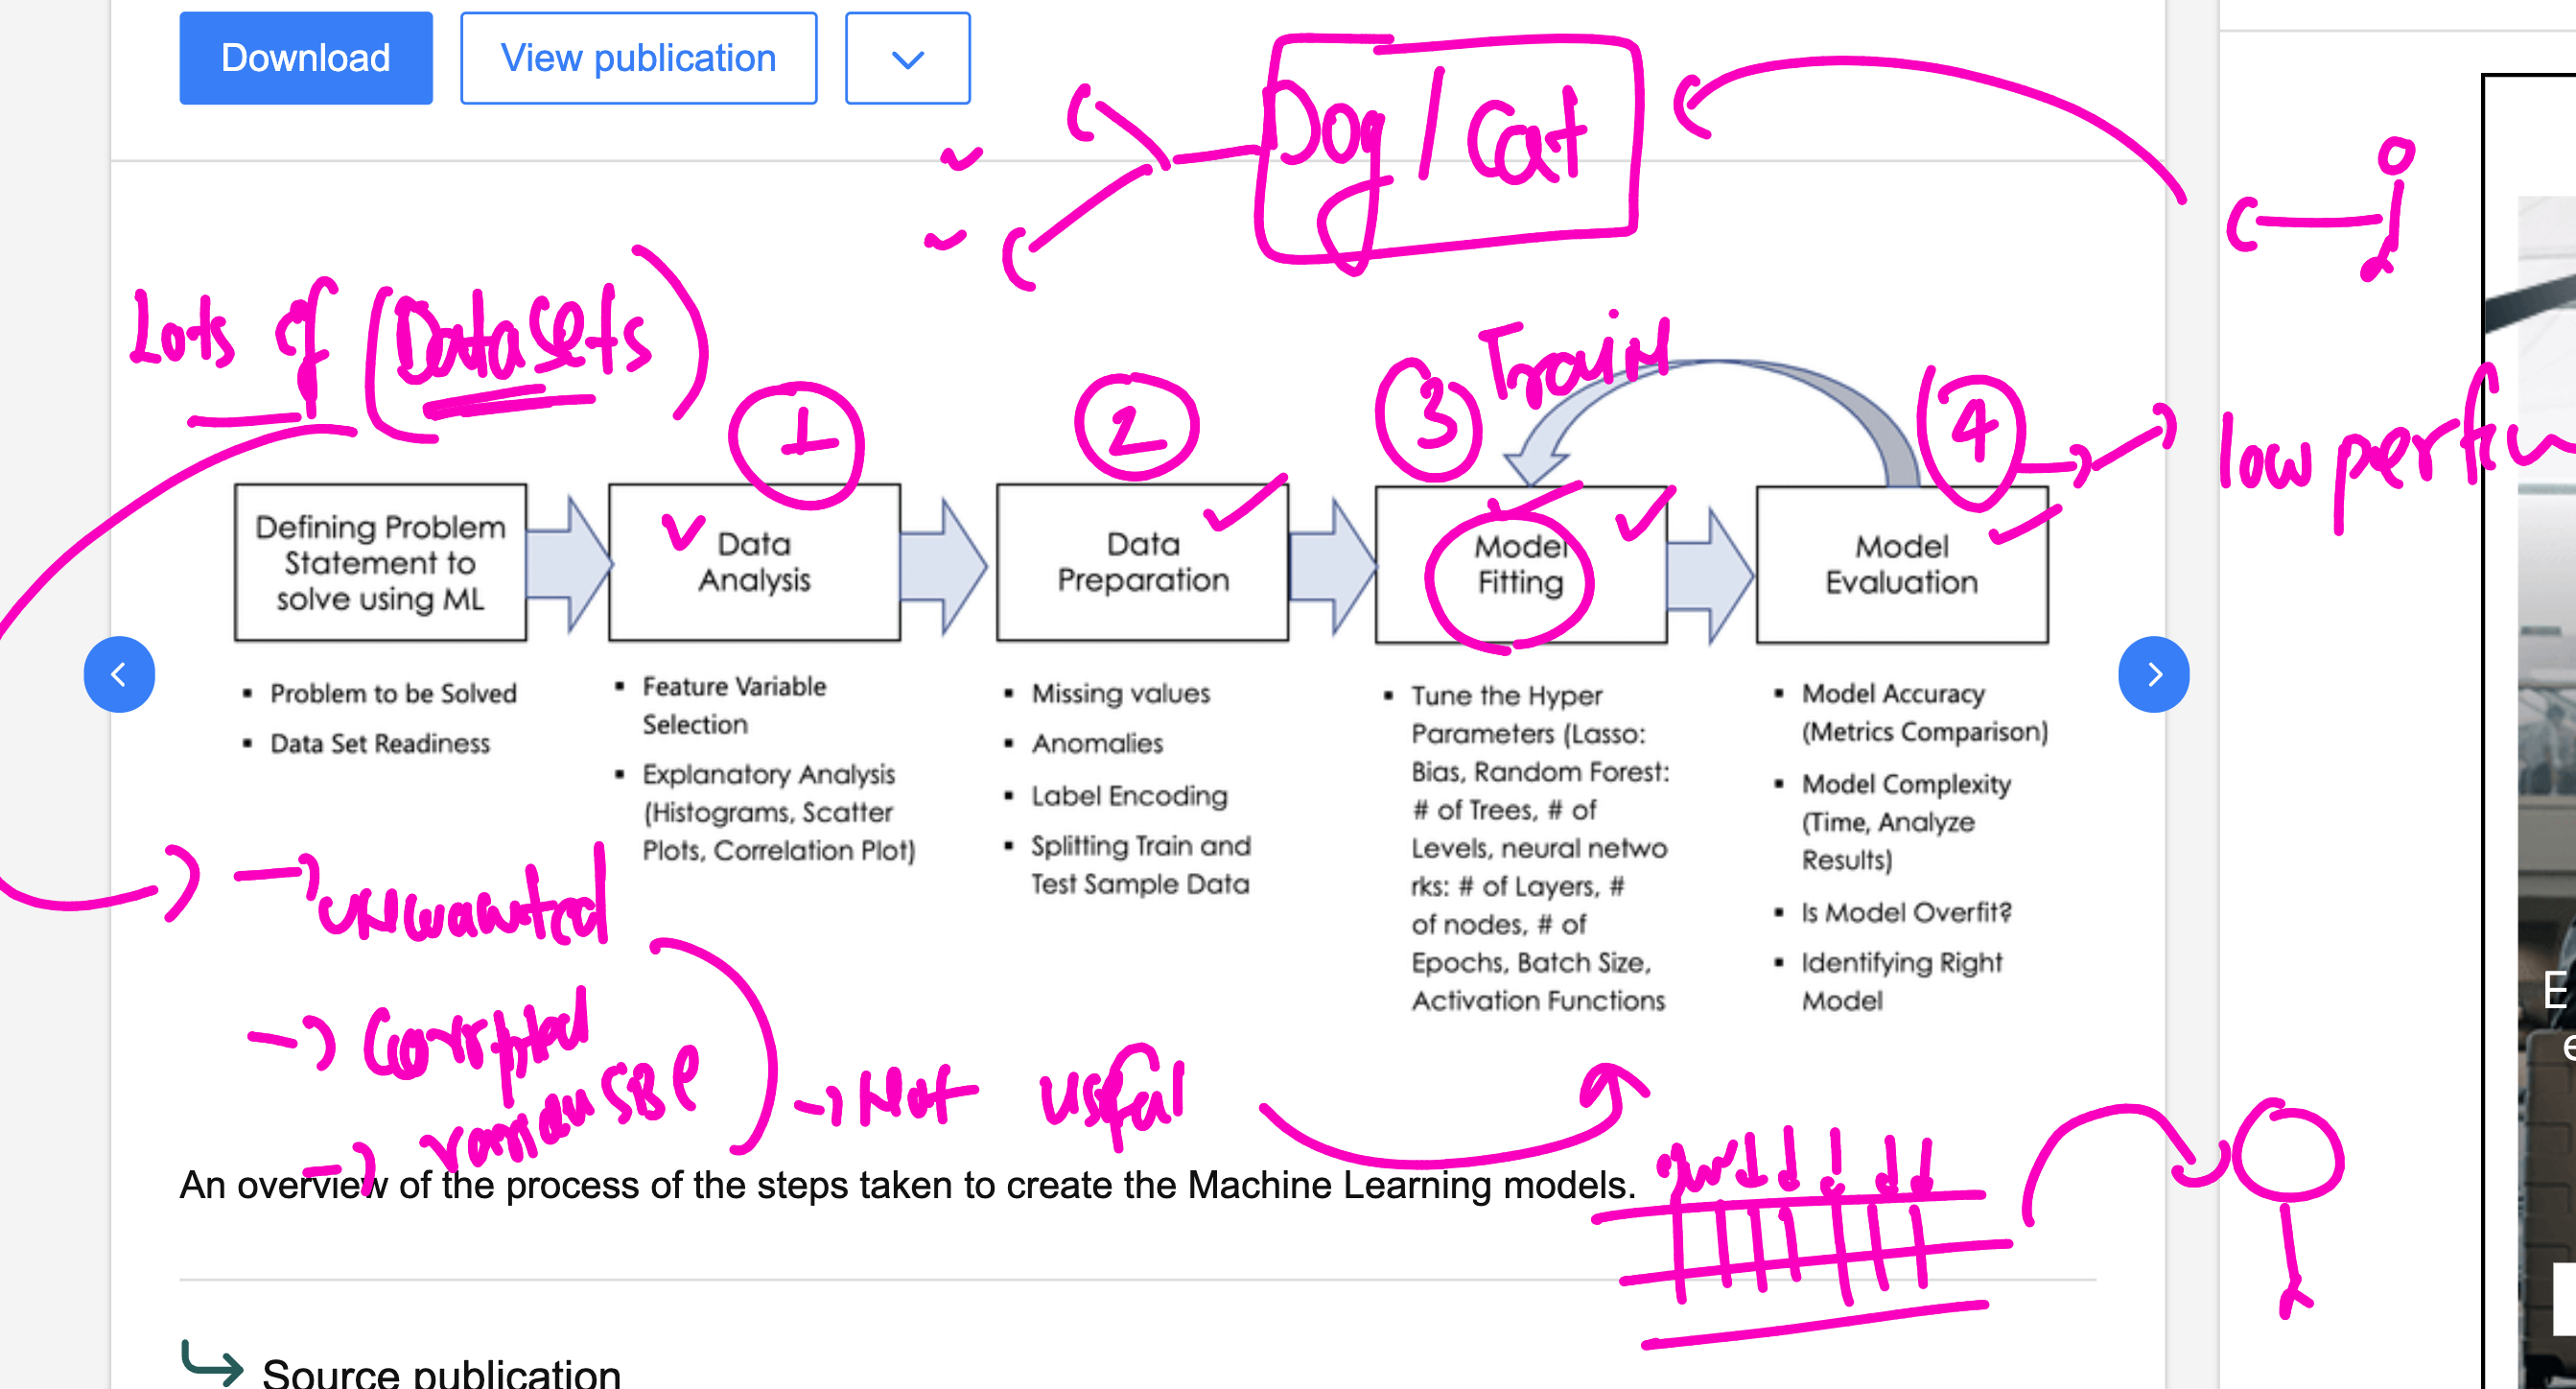 Download
View publication
Dog / Cat
Lots of (Datasets)
1
2
3 Train
4
low perf
Defining Problem
Statement to
solve using ML
Data
Analysis
Data
Preparation
Model
Fitting
Model
Evaluation
▪ Problem to be Solved
▪ Data Set Readiness
▪ Feature Variable
Selection
▪ Explanatory Analysis
(Histograms, Scatter
Plots, Correlation Plot)
▪ Missing values
▪ Anomalies
▪ Label Encoding
▪ Splitting Train and
Test Sample Data
▪ Tune the Hyper
Parameters (Lasso:
Bias, Random Forest:
# of Trees, # of
Levels, neural netwo
rks: # of Layers, #
of nodes, # of
Epochs, Batch Size,
Activation Functions
▪ Model Accuracy
(Metrics Comparison)
▪ Model Complexity
(Time, Analyze
Results)
▪ Is Model Overfit?
▪ Identifying Right
Model
unwanted
Not useful
An overview of the process of the steps taken to create the Machine Learning models.
Source publication
E
e